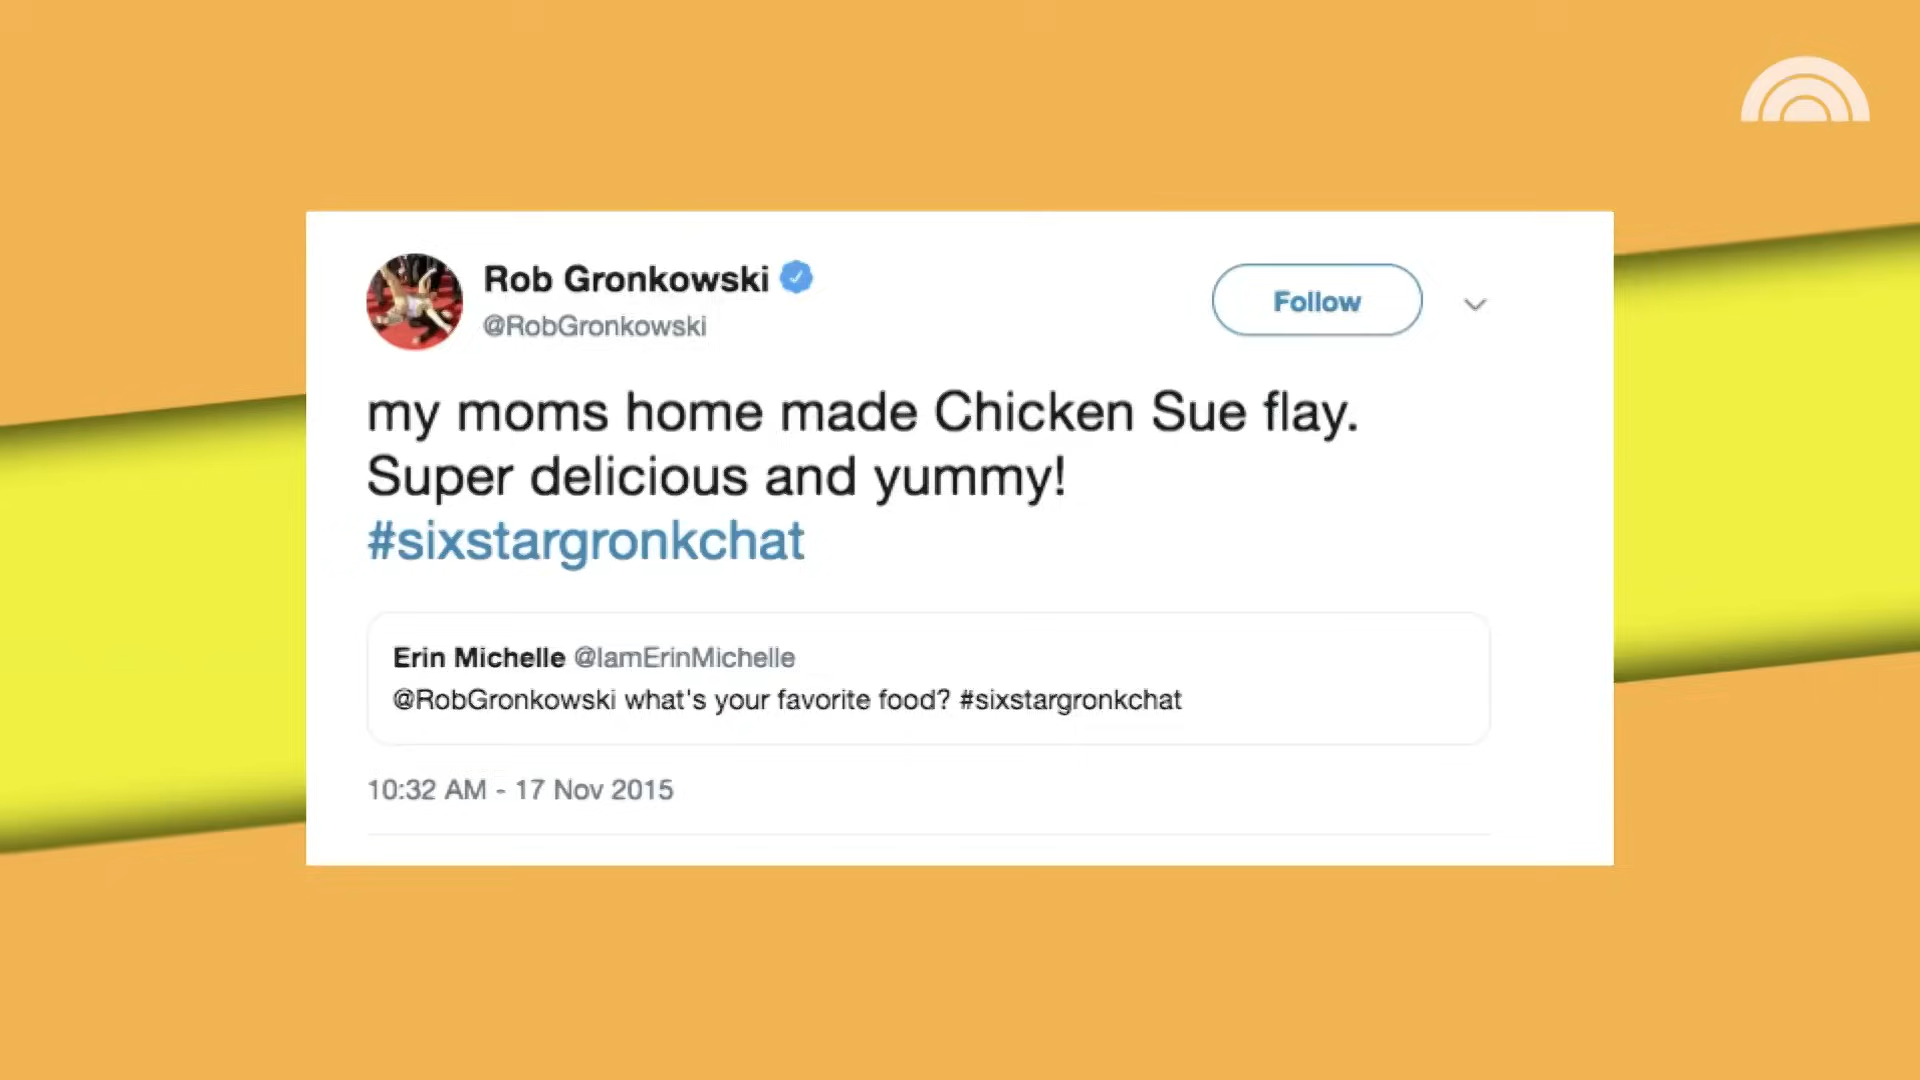 Rob Gronkowski
@RobGronkowski
Follow
my moms home made Chicken Sue flay.
Super delicious and yummy!
#sixstargronkchat
Erin Michelle @IamErinMichelle
@RobGronkowski what's your favorite food? #sixstargronkchat
10:32 AM - 17 Nov 2015